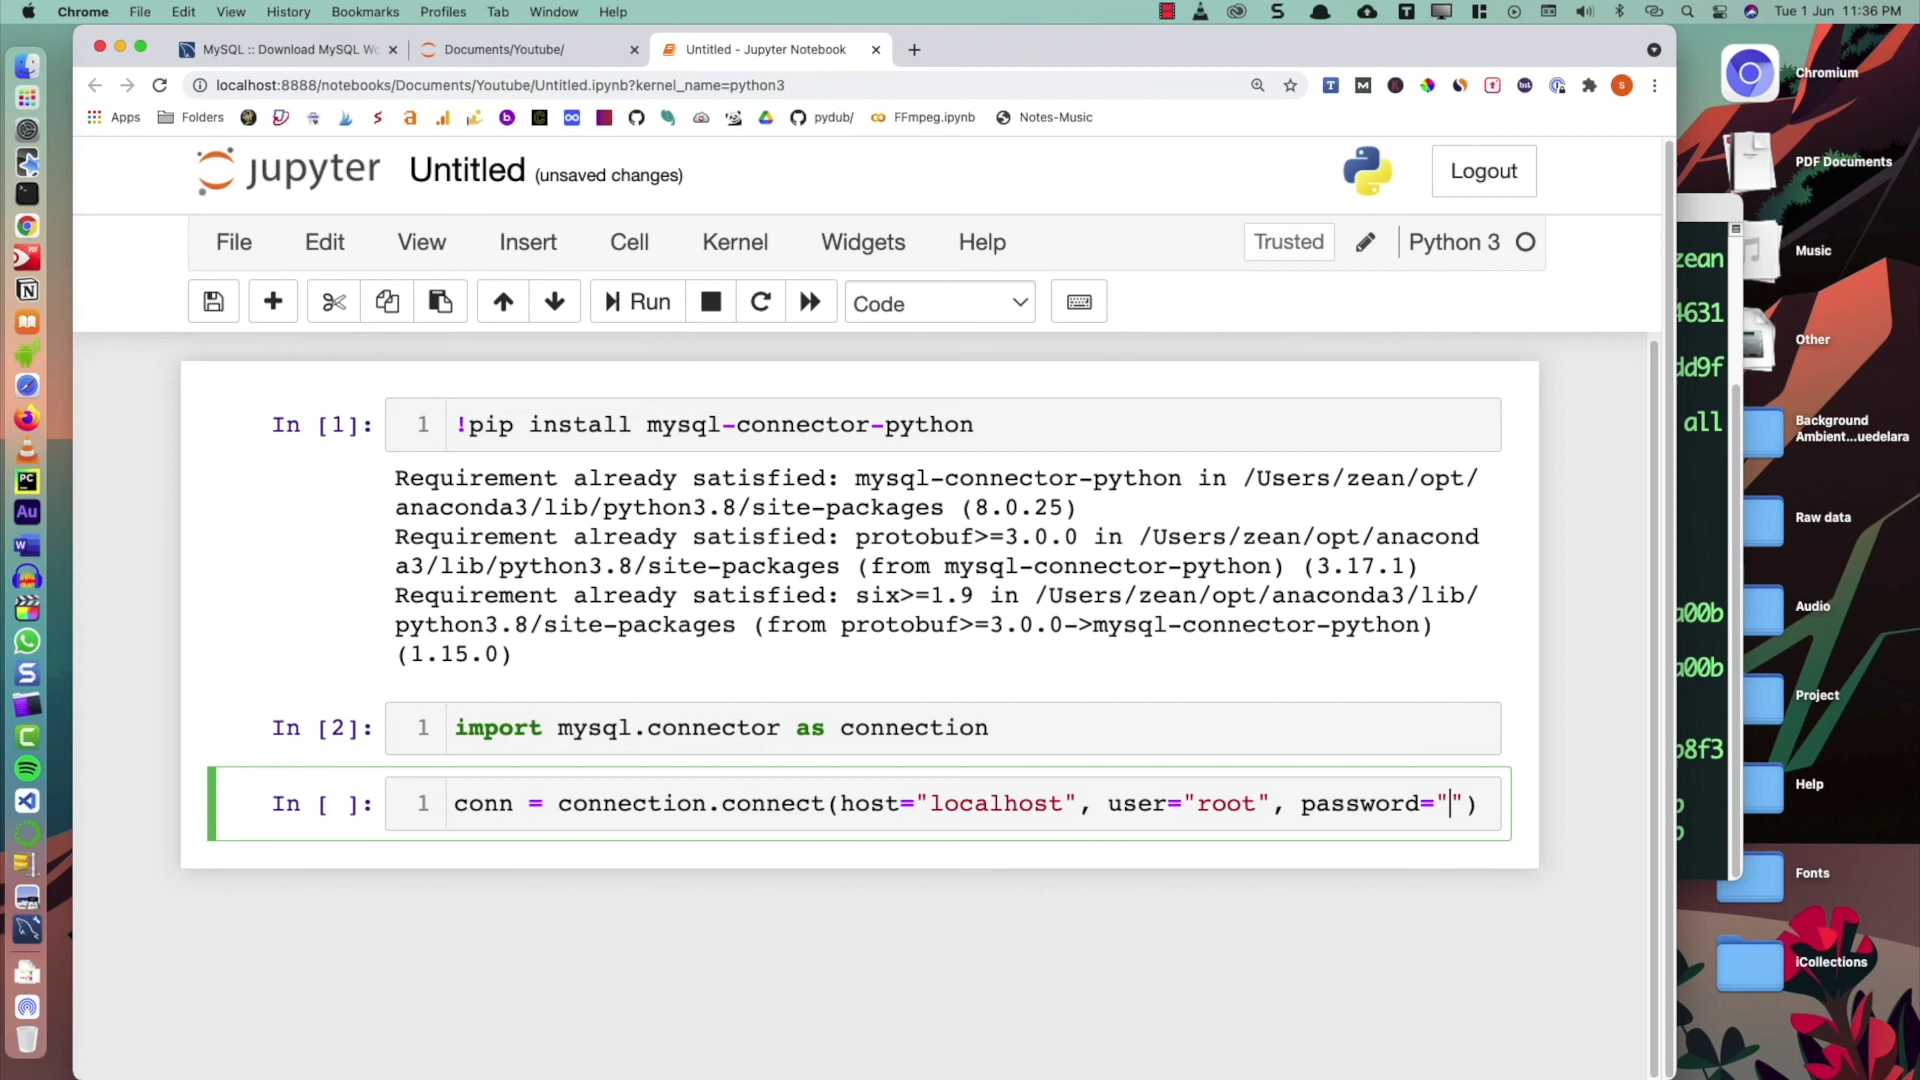 Chrome File Edit View History Bookmarks Profiles Tab Window Help Tue 1 Jun 11:36 PM
MySQL :: Download MySQL Wo
Documents/Youtube/
Untitled - Jupyter Notebook
localhost:8888/notebooks/Documents/Youtube/Untitled.ipynb?kernel_name=python3
Apps Folders pydub/ FFmpeg.ipynb Notes-Music
jupyter Untitled (unsaved changes) Logout
File Edit View Insert Cell Kernel Widgets Help Trusted Python 3
Run Code
In [1]: 1 !pip install mysql-connector-python
Requirement already satisfied: mysql-connector-python in /Users/zean/opt/
anaconda3/lib/python3.8/site-packages (8.0.25)
Requirement already satisfied: protobuf>=3.0.0 in /Users/zean/opt/anacond
a3/lib/python3.8/site-packages (from mysql-connector-python) (3.17.1)
Requirement already satisfied: six>=1.9 in /Users/zean/opt/anaconda3/lib/
python3.8/site-packages (from protobuf>=3.0.0->mysql-connector-python)
(1.15.0)
In [2]: 1 import mysql.connector as connection
In [ ]: 1 conn = connection.connect(host="localhost", user="root", password="")
zean
4631
dd9f
all
a00b
a00b
b8f3
Chromium
PDF Documents
Music
Other
Background
Ambient...uedelara
Raw data
Audio
Project
Help
Fonts
iCollections